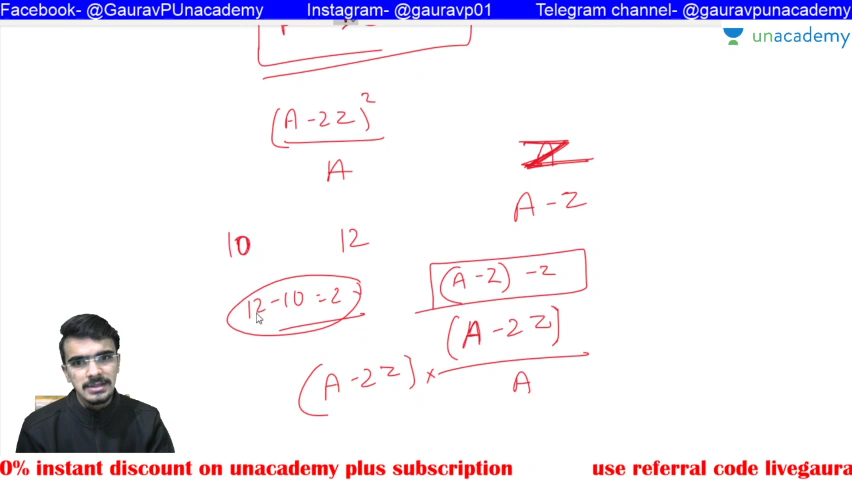 Facebook- @GauravPUnacademy Instagram- @gauravp01 Telegram channel- @gauravpunacademy
unacademy
(A-2Z)²
A
A-Z
10 12
(A-Z) -Z
12-10=2
(A-2Z)
(A-2Z) ×
A
0% instant discount on unacademy plus subscription use referral code livegaura